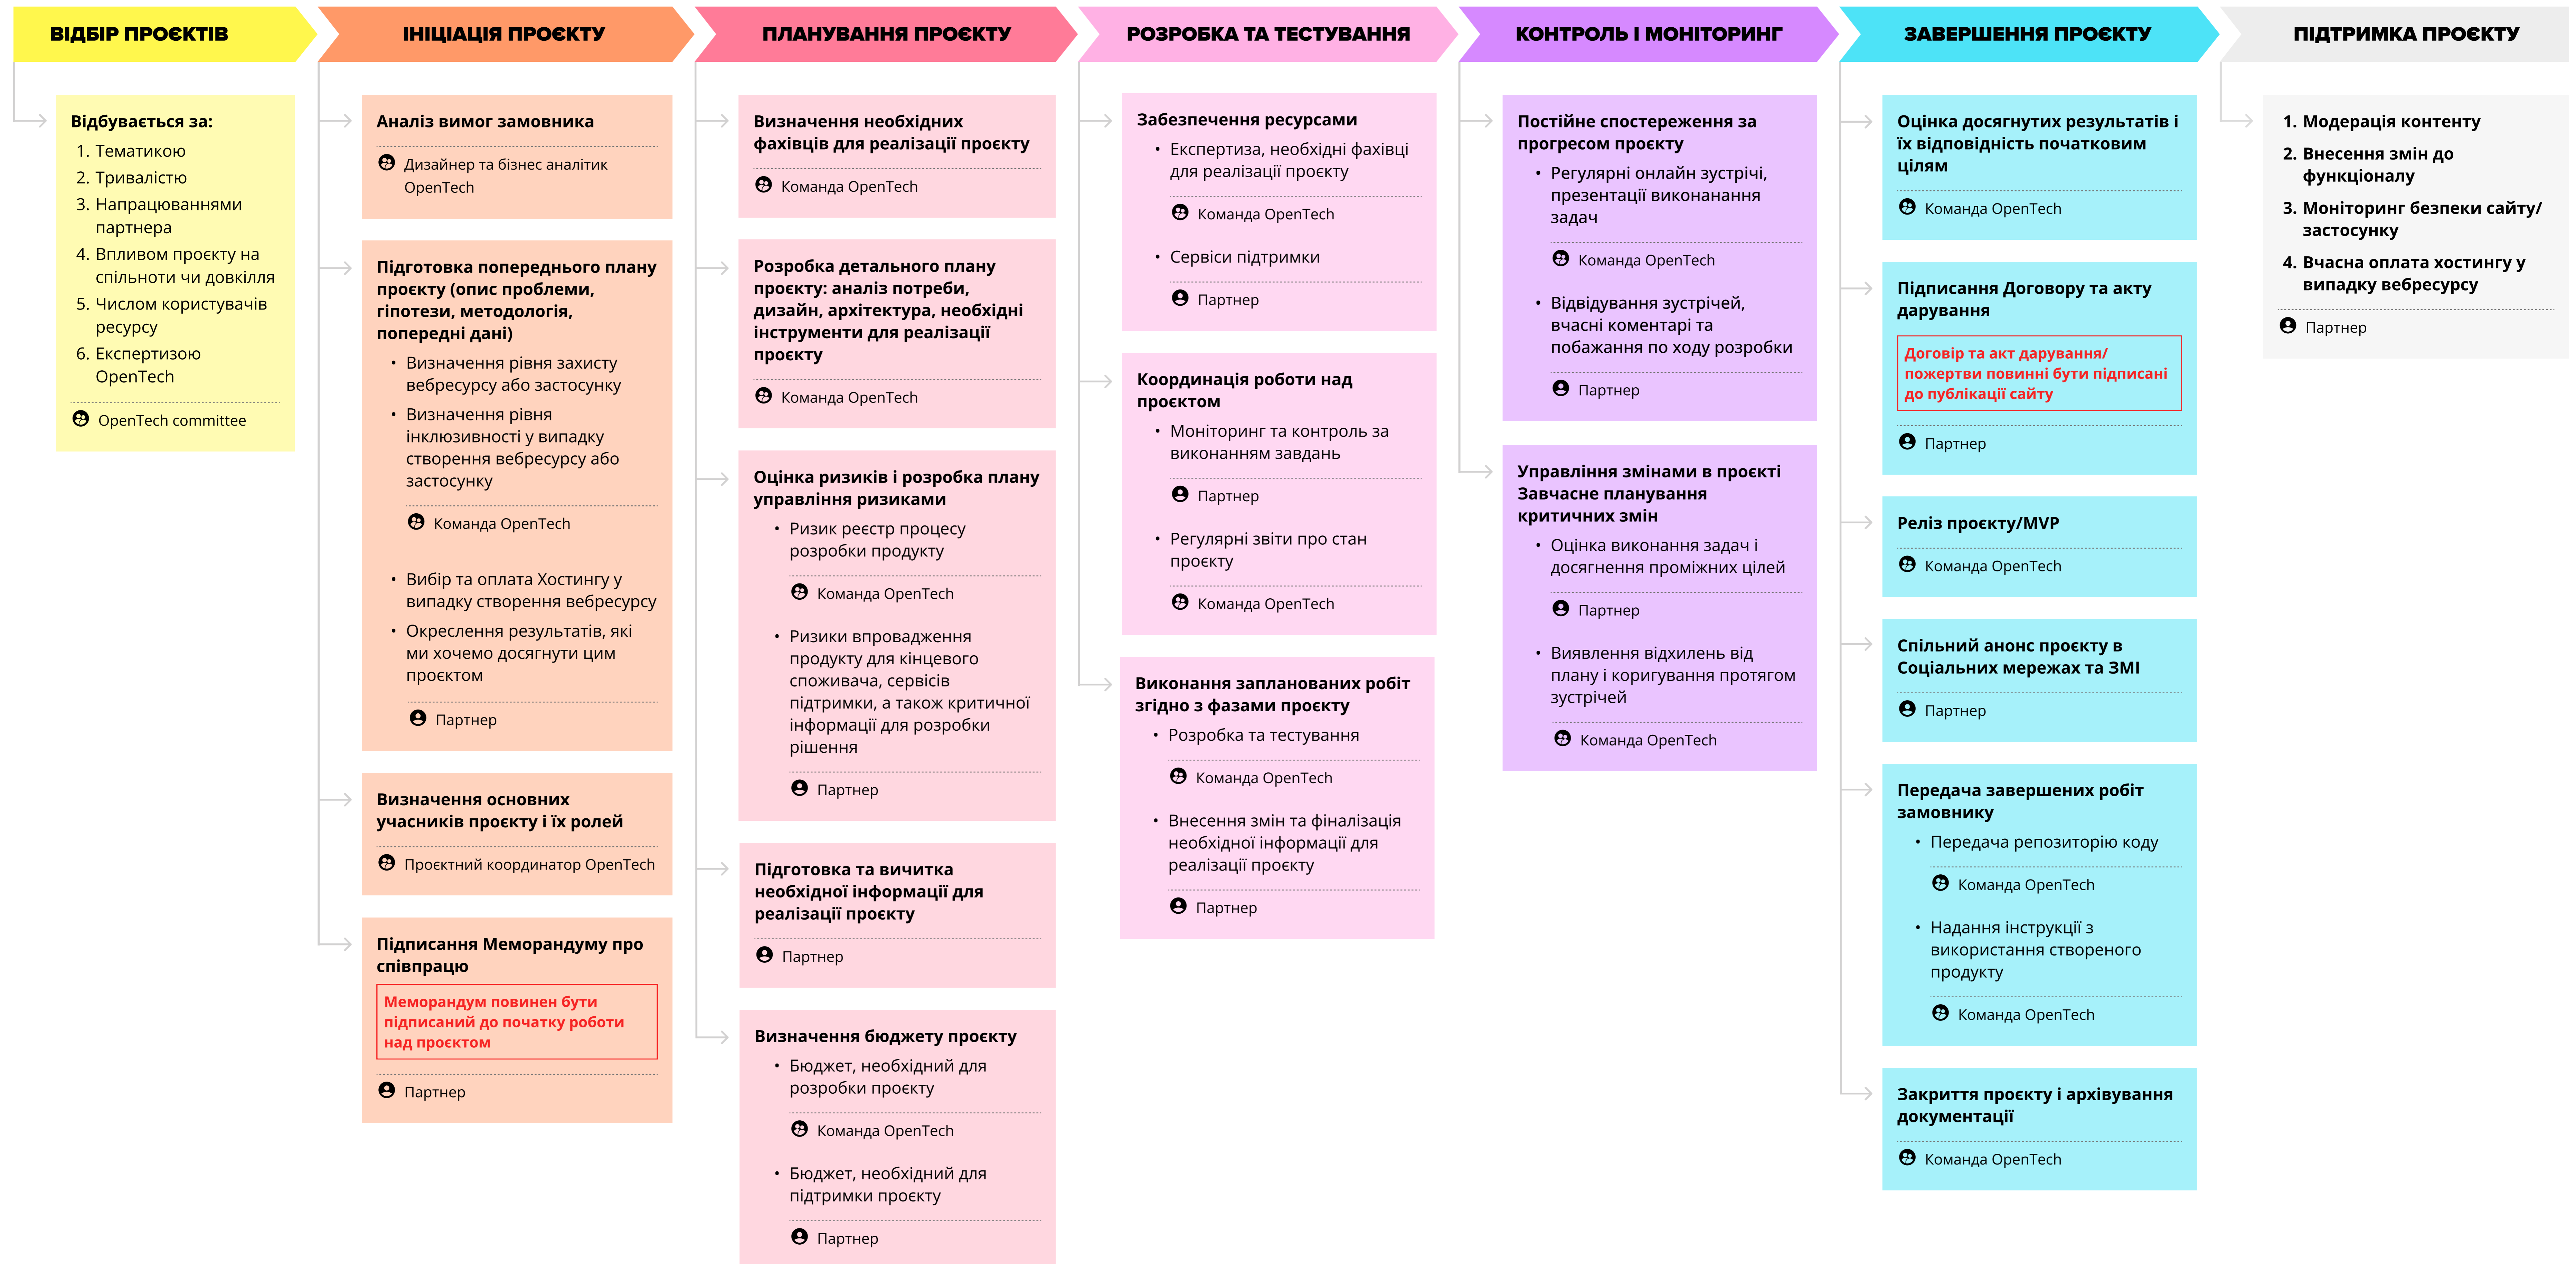 ВІДБІР ПРОЄКТІВ
Відбувається за:
1. Тематикою
2. Тривалістю
3. Напрацюваннями
партнера
4. Впливом проєкту на
спільноти чи довкілля
5. Числом користувачів
ресурсу
6. Експертизою
OpenTech
OpenTech committee
ІНІЦІАЦІЯ ПРОЄКТУ
Аналіз вимог замовника
Дизайнер та бізнес аналітик
OpenTech
Підготовка попереднього плану
проєкту (опис проблеми,
гіпотези, методологія,
попередні дані)
• Визначення рівня захисту
вебресурсу або застосунку
• Визначення рівня
інклюзивності у випадку
створення вебресурсу або
застосунку
Команда OpenTech
• Вибір та оплата Хостингу у
випадку створення вебресурсу
• Окреслення результатів, які
ми хочемо досягнути цим
проєктом
Партнер
Визначення основних
учасників проєкту і їх ролей
Проєктний координатор OpenTech
Підписання Меморандуму про
співпрацю
Меморандум повинен бути
підписаний до початку роботи
над проєктом
Партнер
ПЛАНУВАННЯ ПРОЄКТУ
Визначення необхідних
фахівців для реалізації проєкту
Команда OpenTech
Розробка детального плану
проєкту: аналіз потреби,
дизайн, архітектура, необхідні
інструменти для реалізації
проєкту
Команда OpenTech
Оцінка ризиків і розробка плану
управління ризиками
• Ризик реєстр процесу
розробки продукту
Команда OpenTech
• Ризики впровадження
продукту для кінцевого
споживача, сервісів
підтримки, а також критичної
інформації для розробки
рішення
Партнер
Підготовка та вичитка
необхідної інформації для
реалізації проєкту
Партнер
Визначення бюджету проєкту
• Бюджет, необхідний для
розробки проєкту
Команда OpenTech
• Бюджет, необхідний для
підтримки проєкту
Партнер
РОЗРОБКА ТА ТЕСТУВАННЯ
Забезпечення ресурсами
• Експертиза, необхідні фахівці
для реалізації проєкту
Команда OpenTech
• Сервіси підтримки
Партнер
Координація роботи над
проєктом
• Моніторинг та контроль за
виконанням завдань
Партнер
• Регулярні звіти про стан
проєкту
Команда OpenTech
Виконання запланованих робіт
згідно з фазами проєкту
• Розробка та тестування
Команда OpenTech
• Внесення змін та фіналізація
необхідної інформації для
реалізації проєкту
Партнер
КОНТРОЛЬ І МОНІТОРИНГ
Постійне спостереження за
прогресом проєкту
• Регулярні онлайн зустрічі,
презентації виконанання
задач
Команда OpenTech
• Відвідування зустрічей,
вчасні коментарі та
побажання по ходу розробки
Партнер
Управління змінами в проєкті
Завчасне планування
критичних змін
• Оцінка виконання задач і
досягнення проміжних цілей
Партнер
• Виявлення відхилень від
плану і коригування протягом
зустрічей
Команда OpenTech
ЗАВЕРШЕННЯ ПРОЄКТУ
Оцінка досягнутих результатів і
їх відповідність початковим
цілям
Команда OpenTech
Підписання Договору та акту
дарування
Договір та акт дарування/
пожертви повинні бути підписані
до публікації сайту
Партнер
Реліз проєкту/MVP
Команда OpenTech
Спільний анонс проєкту в
Соціальних мережах та ЗМІ
Партнер
Передача завершених робіт
замовнику
• Передача репозиторію коду
Команда OpenTech
• Надання інструкції з
використання створеного
продукту
Команда OpenTech
Закриття проєкту і архівування
документації
Команда OpenTech
ПІДТРИМКА ПРОЄКТУ
1. Модерація контенту
2. Внесення змін до
функціоналу
3. Моніторинг безпеки сайту/
застосунку
4. Вчасна оплата хостингу у
випадку вебресурсу
Партнер